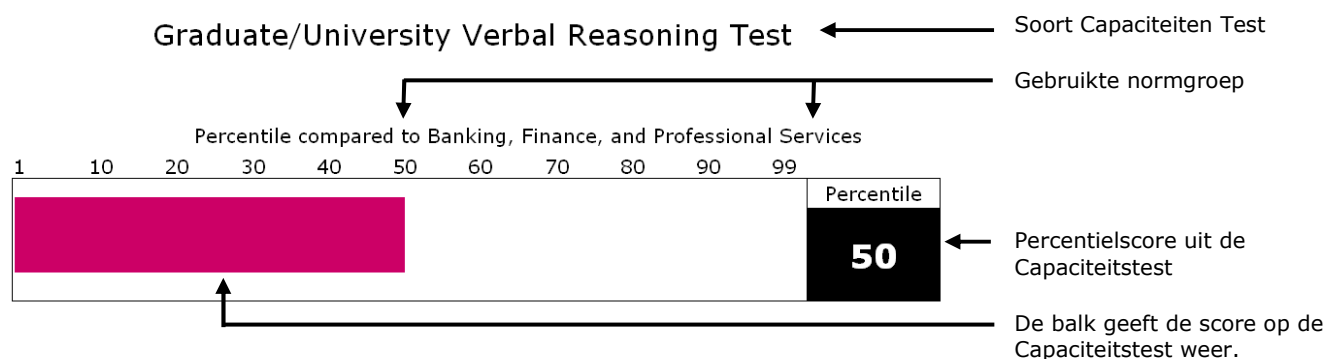 Graduate/University Verbal Reasoning Test
Soort Capaciteiten Test
Gebruikte normgroep
Percentile compared to Banking, Finance, and Professional Services
1 10 20 30 40 50 60 70 80 90 99
Percentile
50
Percentielscore uit de
Capaciteitstest
De balk geeft de score op de
Capaciteitstest weer.